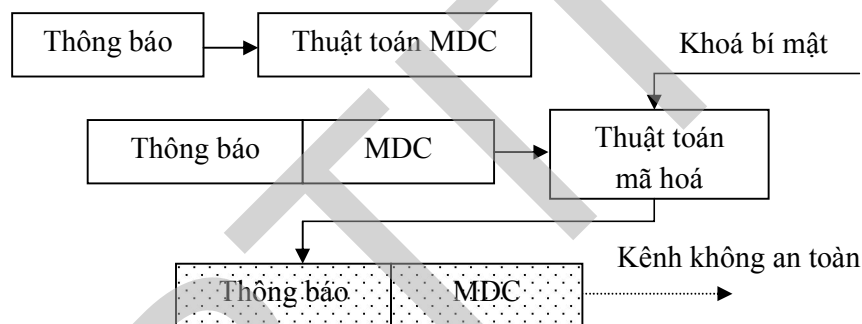 Thông báo
Thuật toán MDC
Khoá bí mật
Thông báo
MDC
Thuật toán
mã hoá
Kênh không an toàn
Thông báo
MDC